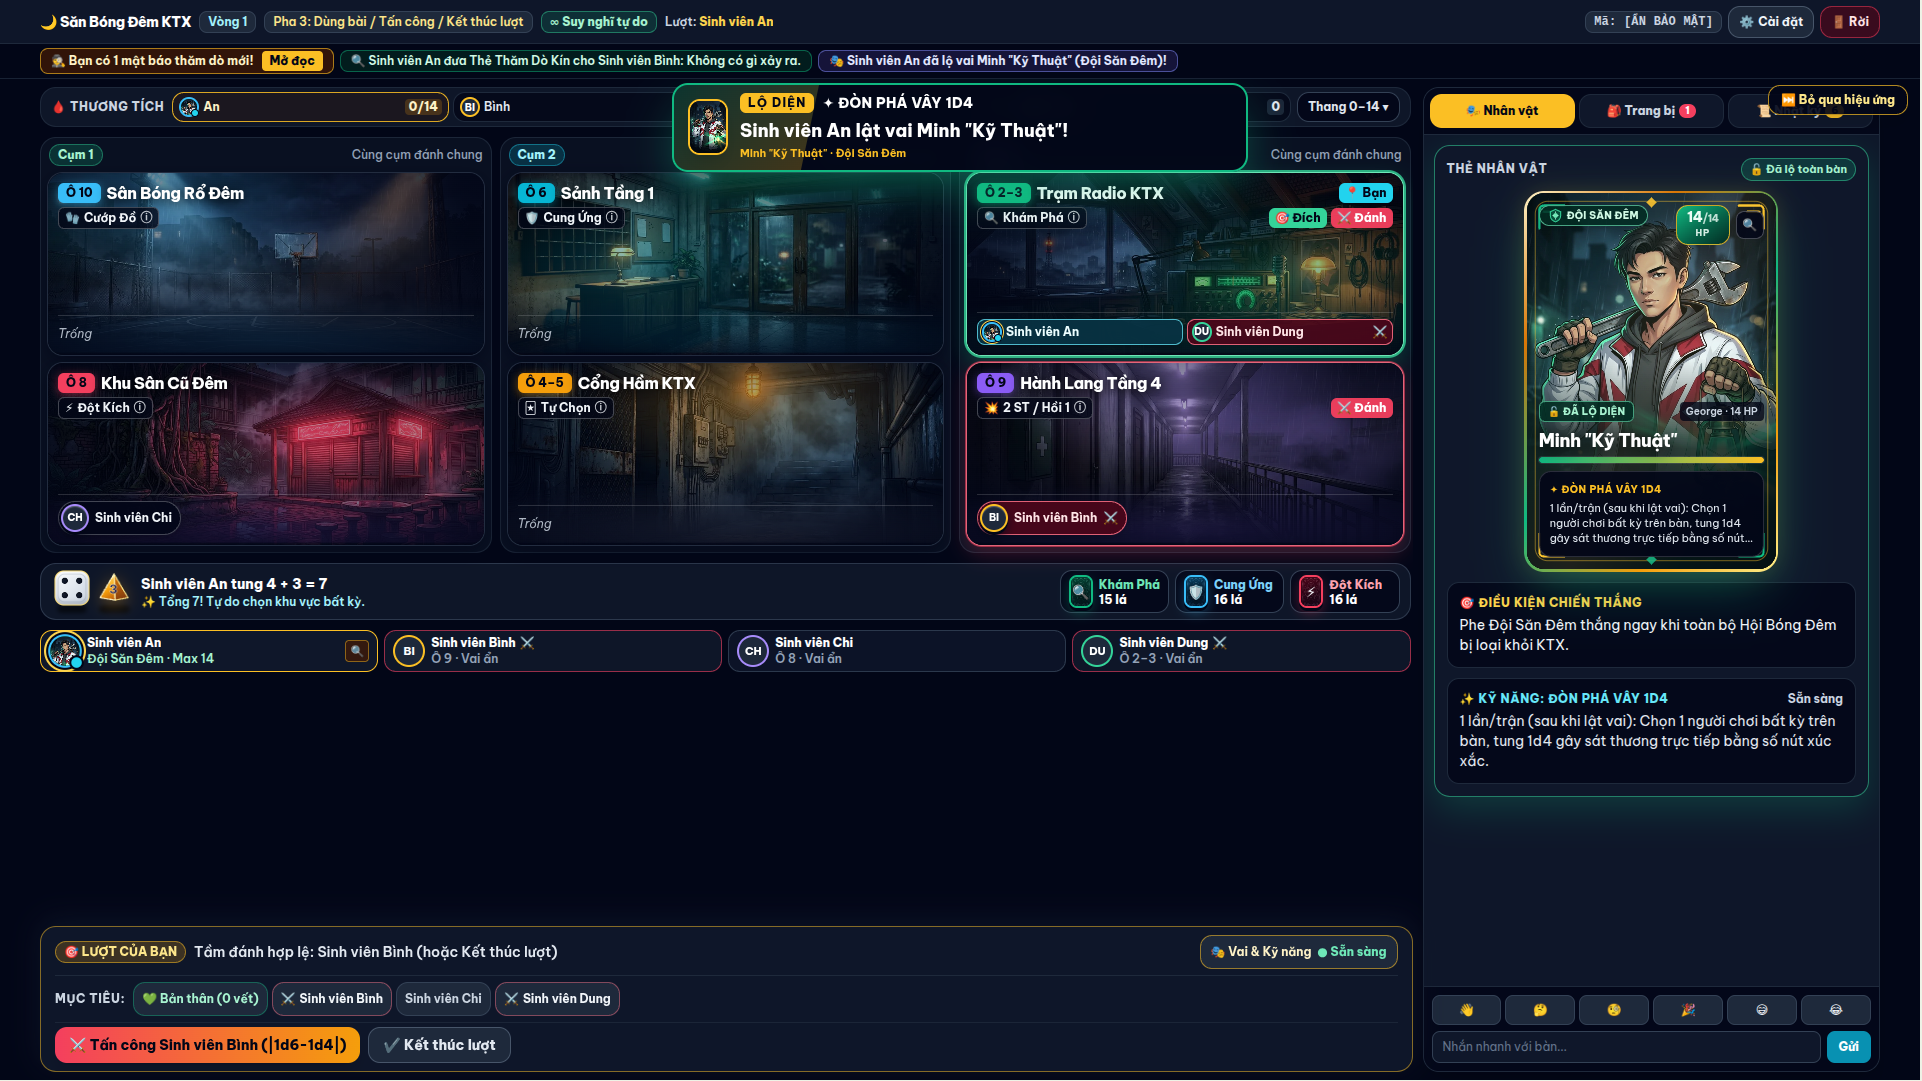 🌙 Săn Bóng Đêm KTX Vòng 1 Pha 3: Dùng bài / Tấn công / Kết thúc lượt ∞ Suy nghĩ tự do Lượt: Sinh viên An Mã: [ẨN BẢO MẬT] ⚙️ Cài đặt 🚪 Rời
🕵️ Bạn có 1 mật báo thăm dò mới! Mở đọc 🔍 Sinh viên An đưa Thẻ Thăm Dò Kín cho Sinh viên Bình: Không có gì xảy ra. 🎭 Sinh viên An đã lộ vai Minh "Kỹ Thuật" (Đội Săn Đêm)!
🩸 THƯƠNG TÍCH An 0/14 BI Bình 0 Thang 0–14 ▾
LỘ DIỆN ✦ ĐÒN PHÁ VÂY 1D4
Sinh viên An lật vai Minh "Kỹ Thuật"!
Minh "Kỹ Thuật" · Đội Săn Đêm
⏩ Bỏ qua hiệu ứng
🎭 Nhân vật 🎒 Trang bị 1
Cụm 1 Cùng cụm đánh chung
Ô 10 Sân Bóng Rổ Đêm
🧤 Cướp Đồ ⓘ
Trống
Ô 8 Khu Sân Cũ Đêm
⚡ Đột Kích ⓘ
CH Sinh viên Chi
Cụm 2
Ô 6 Sảnh Tầng 1
🛡️ Cung Ứng ⓘ
Trống
Ô 4-5 Cổng Hầm KTX
🃏 Tự Chọn ⓘ
Trống
Cùng cụm đánh chung
Ô 2-3 Trạm Radio KTX 📍 Bạn
🔍 Khám Phá ⓘ 🎯 Đích ⚔️ Đánh
Sinh viên An DU Sinh viên Dung ⚔️
Ô 9 Hành Lang Tầng 4
💥 2 ST / Hồi 1 ⓘ ⚔️ Đánh
BI Sinh viên Bình ⚔️
3 Sinh viên An tung 4 + 3 = 7
✨ Tổng 7! Tự do chọn khu vực bất kỳ.
🔍 Khám Phá
15 lá
🛡️ Cung Ứng
16 lá
⚡ Đột Kích
16 lá
Sinh viên An
Đội Săn Đêm · Max 14 🔍
BI Sinh viên Bình ⚔️
Ô 9 · Vai ẩn
CH Sinh viên Chi
Ô 8 · Vai ẩn
DU Sinh viên Dung ⚔️
Ô 2-3 · Vai ẩn
🎯 LƯỢT CỦA BẠN Tầm đánh hợp lệ: Sinh viên Bình (hoặc Kết thúc lượt) 🎭 Vai & Kỹ năng ● Sẵn sàng
MỤC TIÊU: 💚 Bản thân (0 vết) ⚔️ Sinh viên Bình Sinh viên Chi ⚔️ Sinh viên Dung
⚔️ Tấn công Sinh viên Bình (|1d6-1d4|) ✔️ Kết thúc lượt
THẺ NHÂN VẬT 🔓 Đã lộ toàn bàn
ĐỘI SĂN ĐÊM 14/14 HP 🔍
🔓 ĐÃ LỘ DIỆN George · 14 HP
Minh "Kỹ Thuật"
✦ ĐÒN PHÁ VÂY 1D4
1 lần/trận (sau khi lật vai): Chọn 1
người chơi bất kỳ trên bàn, tung 1d4
gây sát thương trực tiếp bằng số nút...
🎯 ĐIỀU KIỆN CHIẾN THẮNG
Phe Đội Săn Đêm thắng ngay khi toàn bộ Hội Bóng Đêm
bị loại khỏi KTX.
✨ KỸ NĂNG: ĐÒN PHÁ VÂY 1D4 Sẵn sàng
1 lần/trận (sau khi lật vai): Chọn 1 người chơi bất kỳ trên
bàn, tung 1d4 gây sát thương trực tiếp bằng số nút xúc
xắc.
Nhắn nhanh với bàn... Gửi